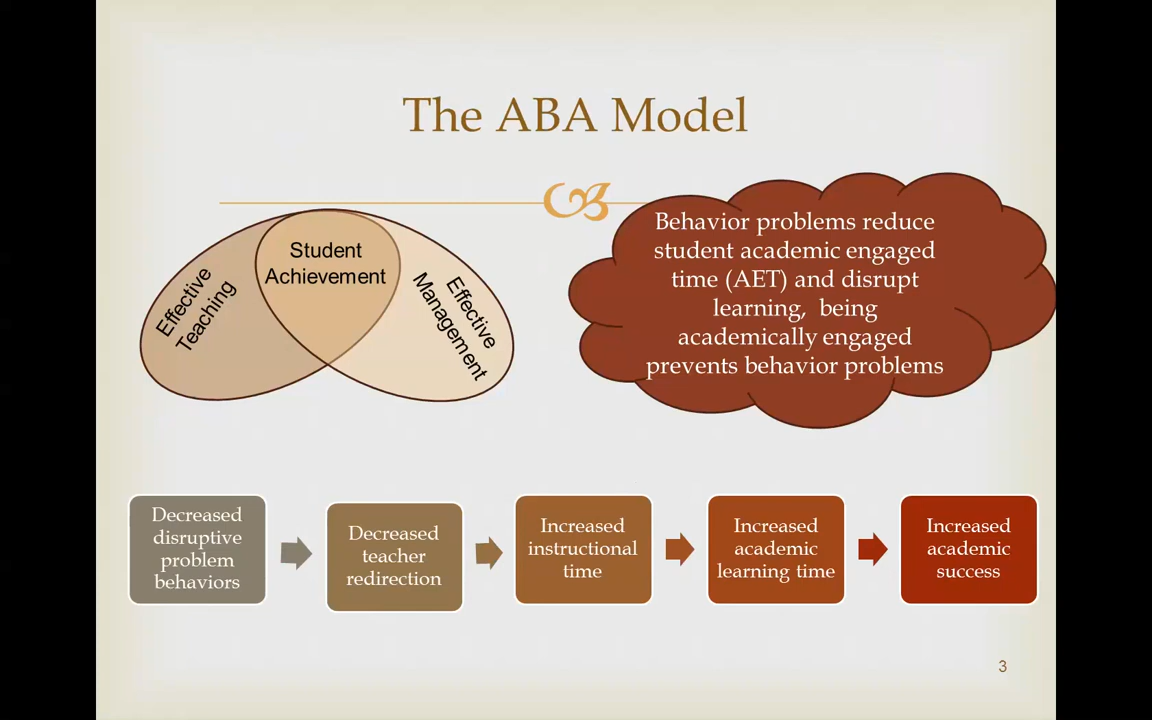 The ABA Model
Student
Achievement
Effective
Teaching
Effective
Management
Behavior problems reduce
student academic engaged
time (AET) and disrupt
learning, being
academically engaged
prevents behavior problems
Decreased
disruptive
problem
behaviors
Decreased
teacher
redirection
Increased
instructional
time
Increased
academic
learning time
Increased
academic
success
3